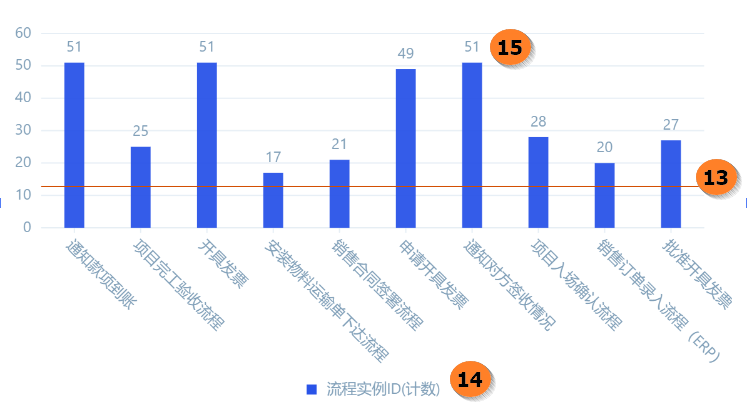 60
51
51
51
15
50
49
40
30
25
28
27
21
20
20
17
13
10
0
通知款项到账
项目完工验收流程
开具发票
安装物料运输单下达流程
销售合同签署流程
申请开具发票
通知对方签收情况
项目入场确认流程
销售订单录入流程（ERP）
批准开具发票
流程实例ID(计数)
14